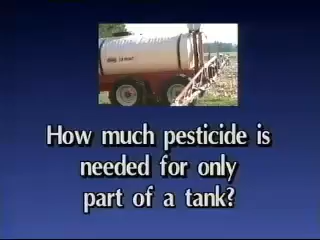 How much pesticide is
needed for only
part of a tank?